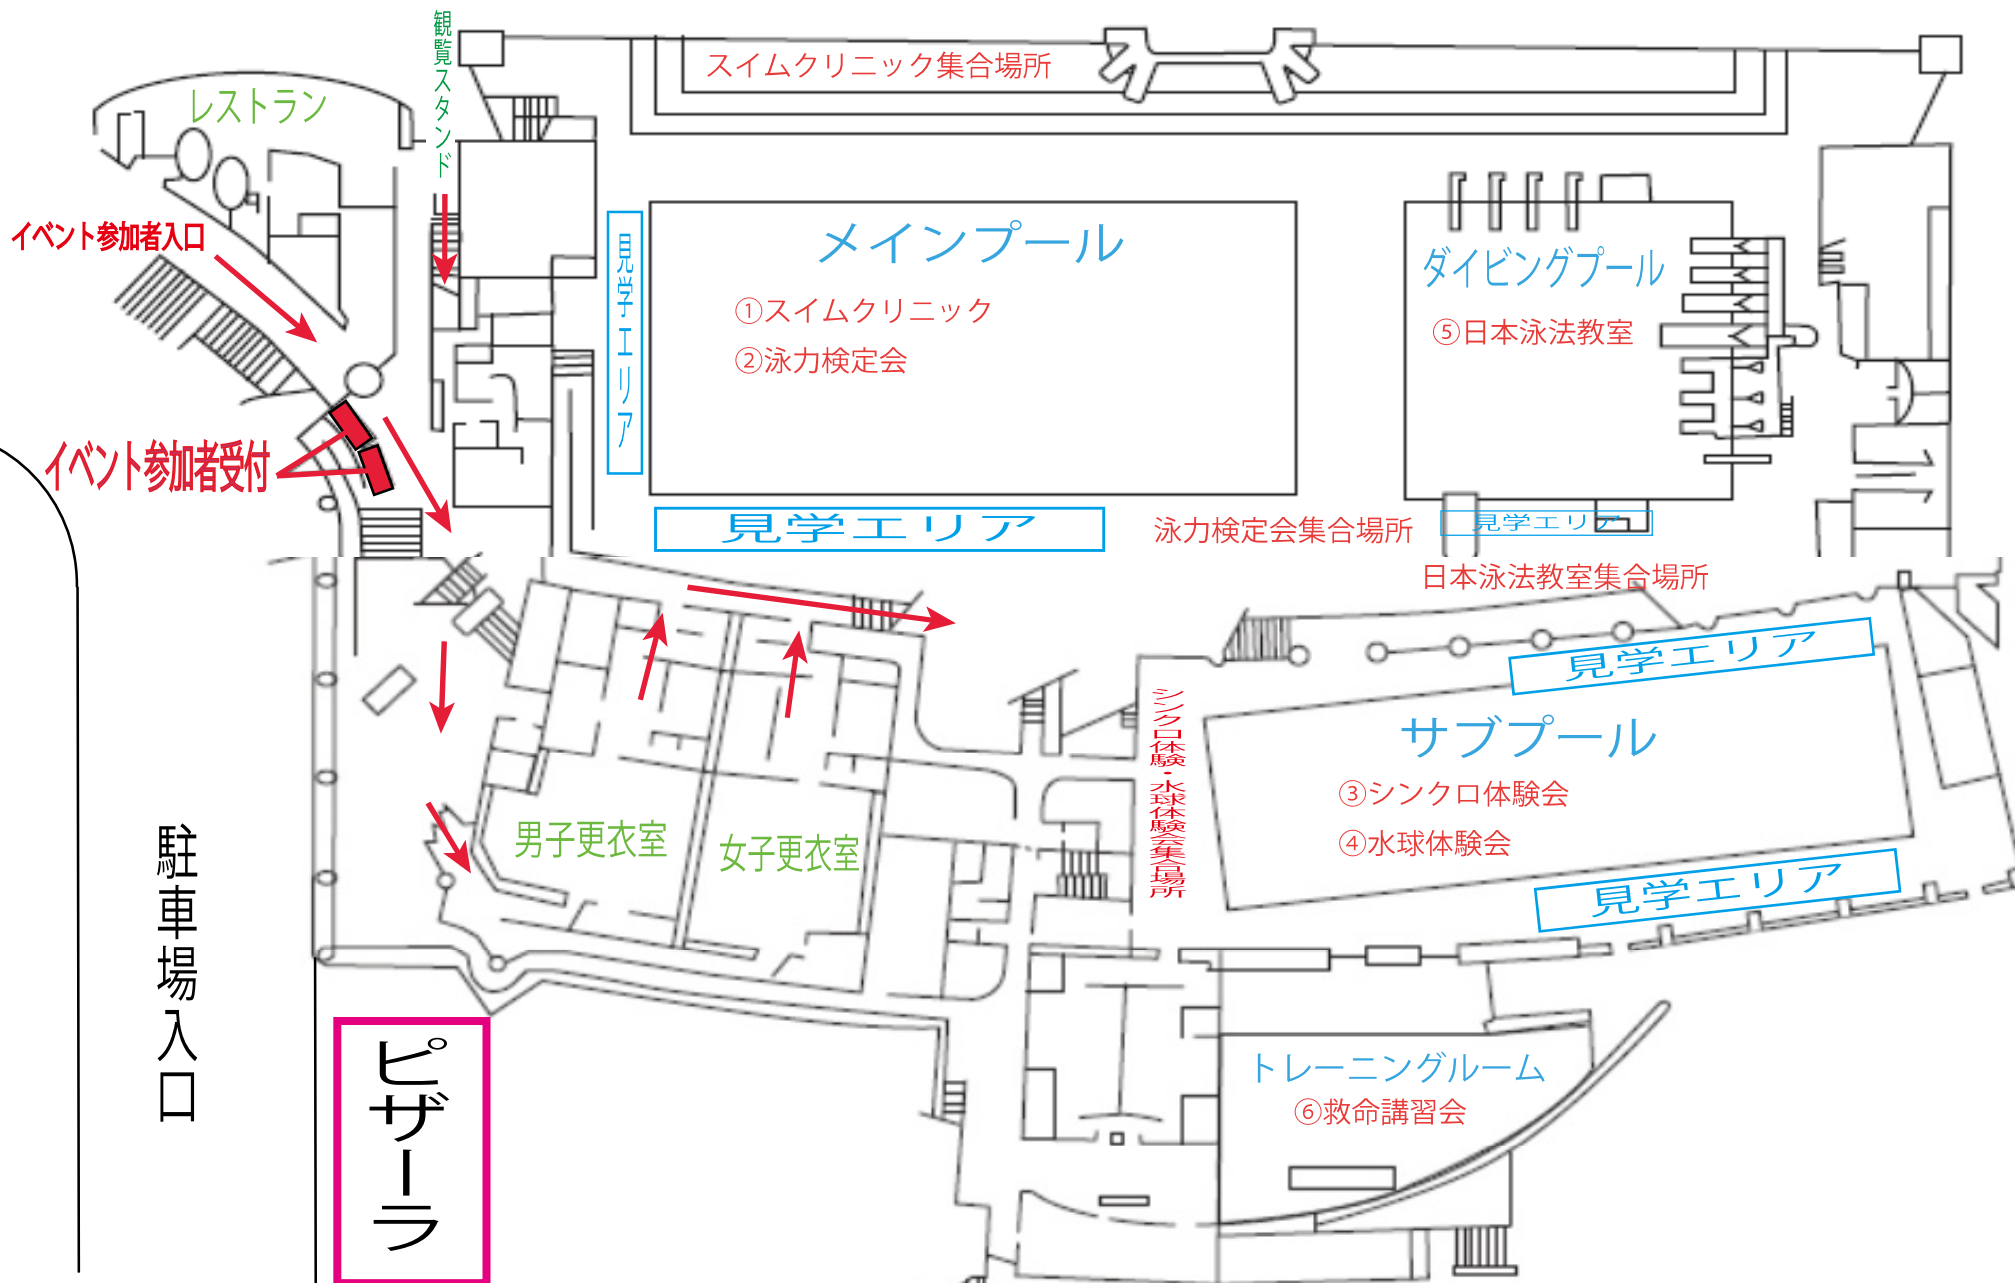 観覧スタンド
スイムクリニック集合場所
レストラン
イベント参加者入口
見学エリア
メインプール
①スイムクリニック
②泳力検定会
ダイビングプール
⑤日本泳法教室
イベント参加者受付
見学エリア
泳力検定会集合場所
見学エリア
日本泳法教室集合場所
見学エリア
シンクロ体験・水球体験会集合場所
サブプール
③シンクロ体験会
④水球体験会
見学エリア
男子更衣室
女子更衣室
駐車場入口
ピザーラ
トレーニングルーム
⑥救命講習会